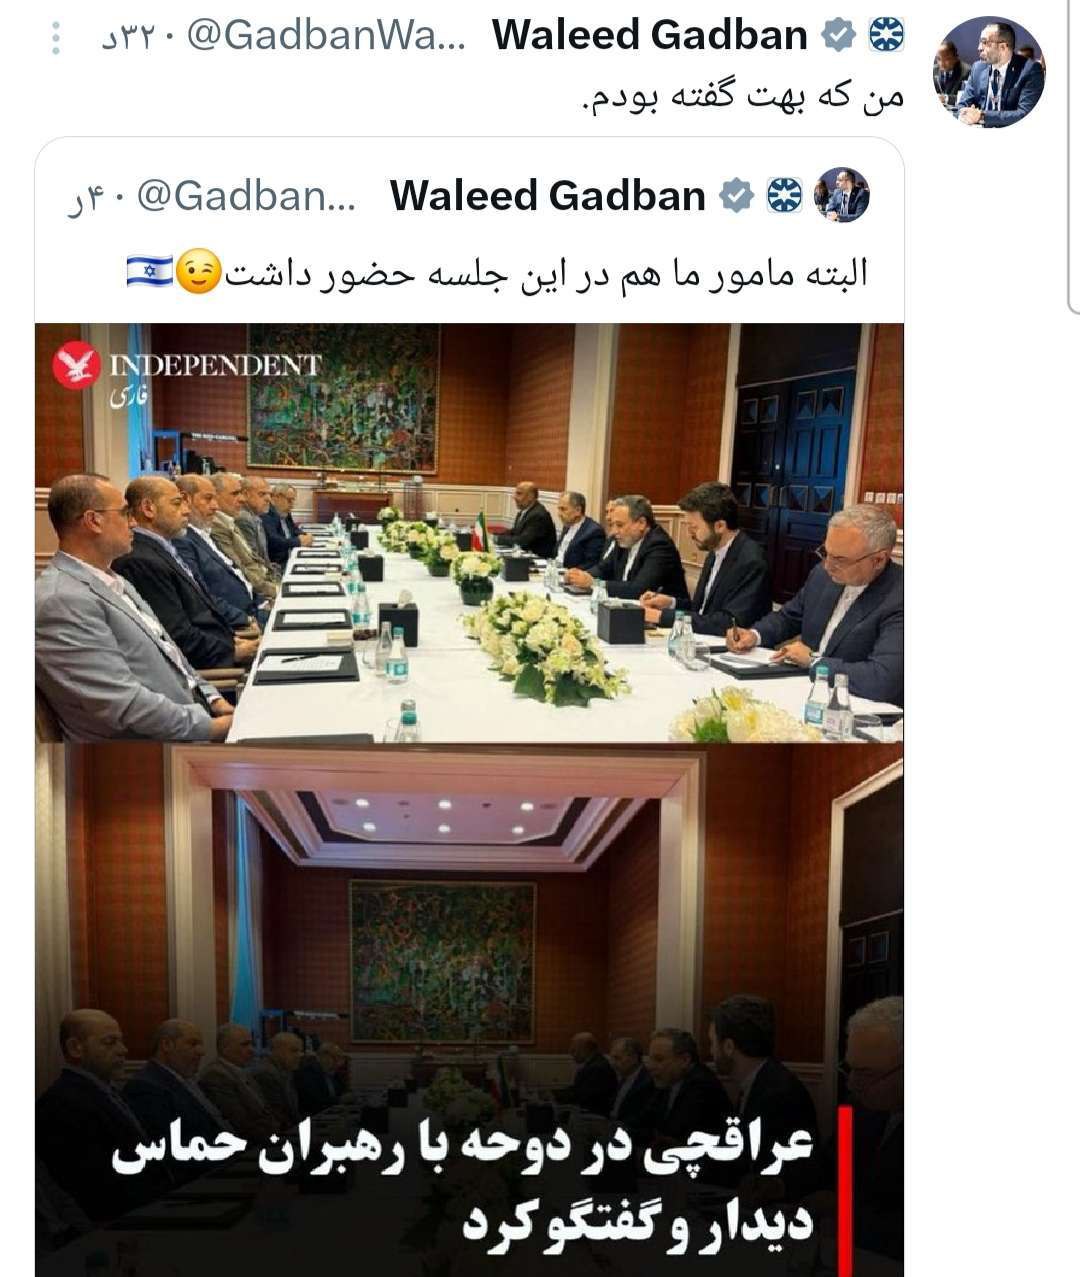 Waleed Gadban @GadbanWa... · ۳۲د
من که بهت گفته بودم.
Waleed Gadban @Gadban... · ۴ر
البته مامور ما هم در این جلسه حضور داشت😉🇮🇱
INDEPENDENT
فارسی
عراقچی در دوحه با رهبران حماس
دیدار و گفتگو کرد